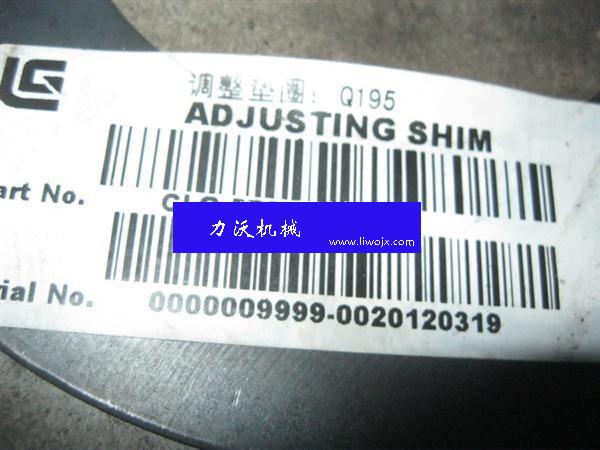 调整垫圈: Q195
ADJUSTING SHIM
art No.
力沃机械
www.liwojx.com
rial No.
0000009999-0020120319